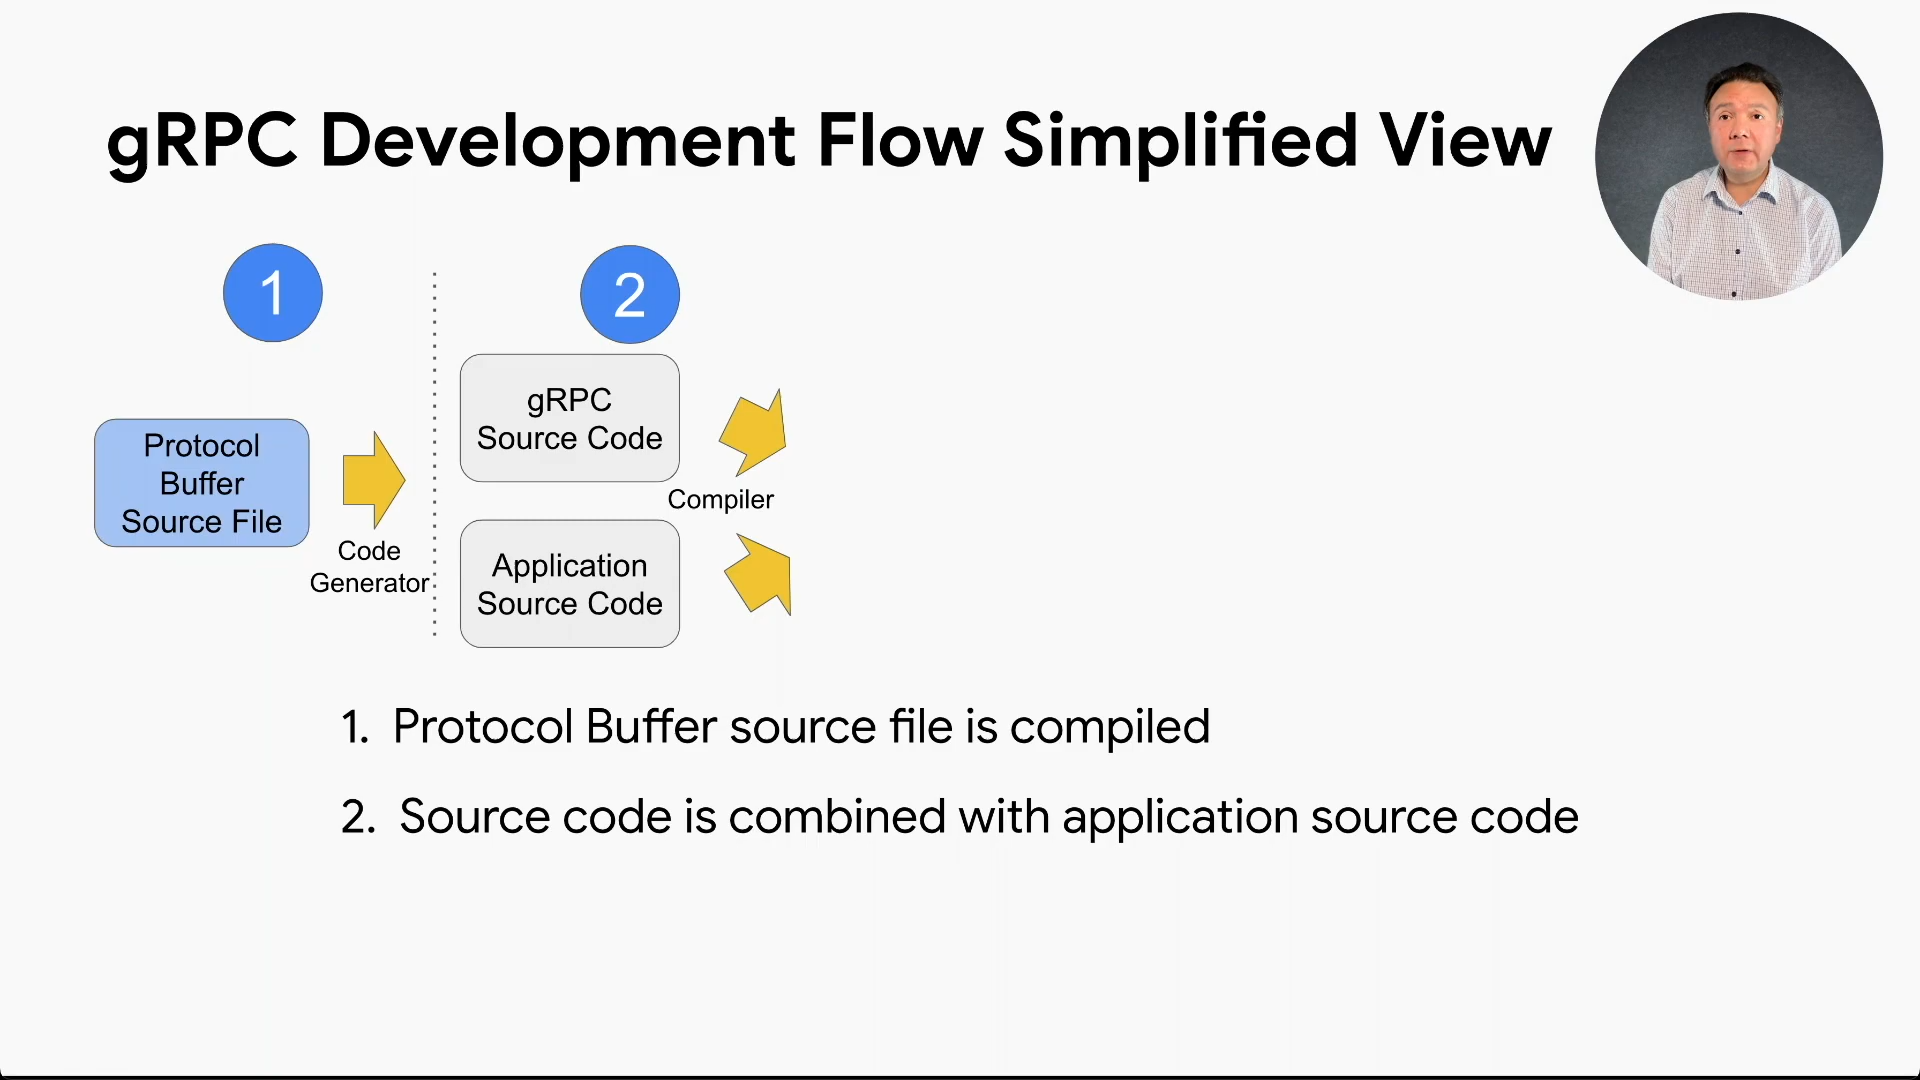 gRPC Development Flow Simplified View
1
2
Protocol
Buffer
Source File
Code
Generator
gRPC
Source Code
Compiler
Application
Source Code
1. Protocol Buffer source file is compiled
2. Source code is combined with application source code